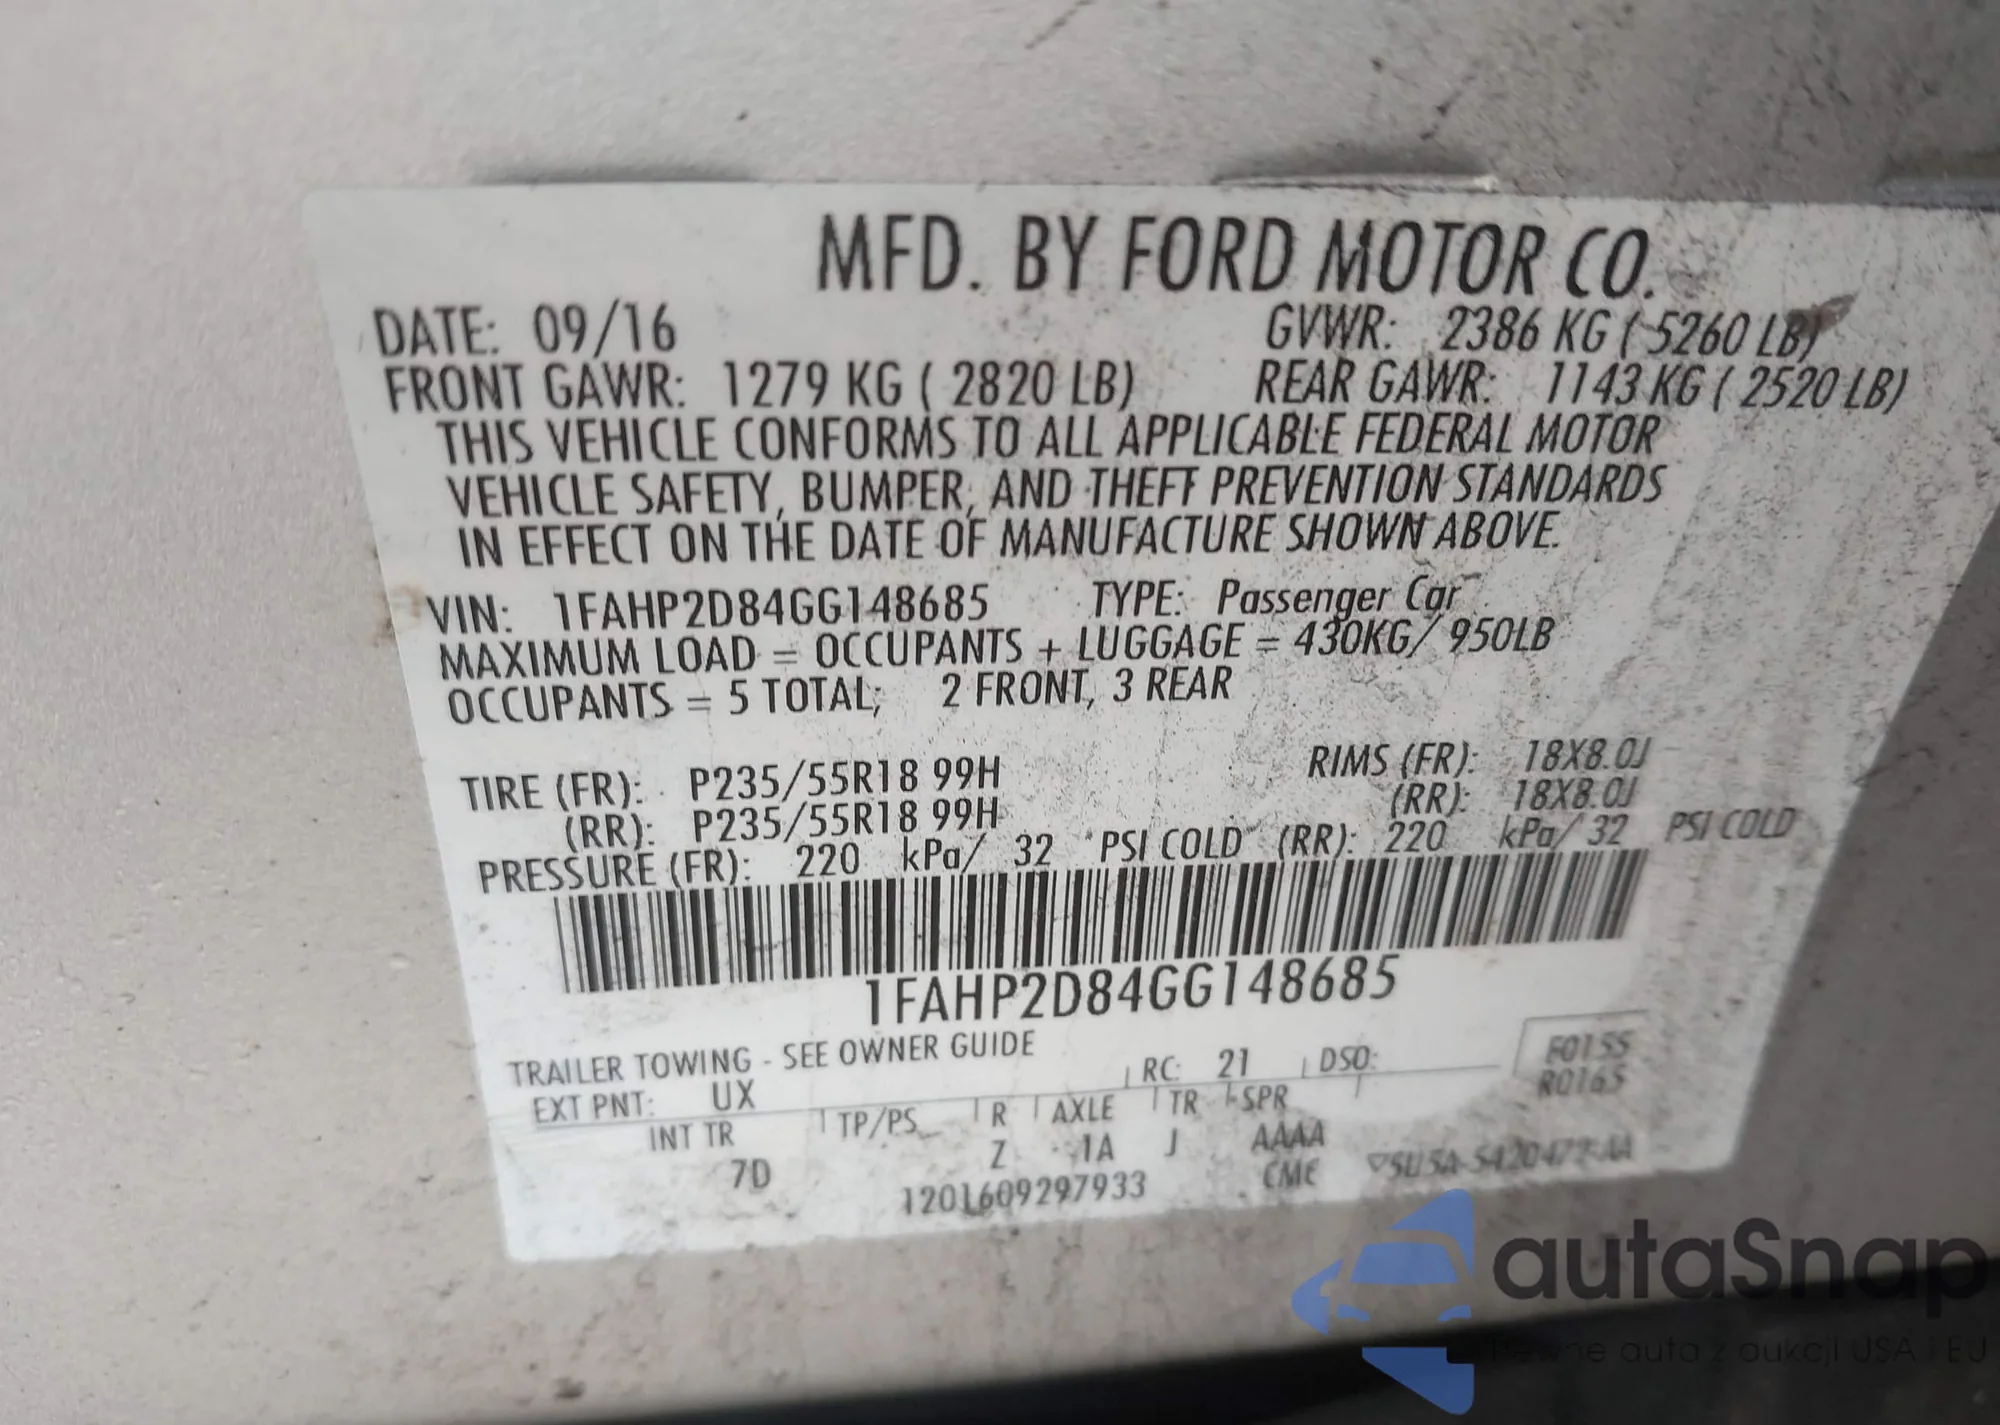 MFD. BY FORD MOTOR CO.
DATE: 09/16 GVWR: 2386 KG ( 5260 LB)
FRONT GAWR: 1279 KG ( 2820 LB) REAR GAWR: 1143 KG ( 2520 LB)
THIS VEHICLE CONFORMS TO ALL APPLICABLE FEDERAL MOTOR
VEHICLE SAFETY, BUMPER, AND THEFT PREVENTION STANDARDS
IN EFFECT ON THE DATE OF MANUFACTURE SHOWN ABOVE.
VIN: 1FAHP2D84GG148685 TYPE: Passenger Car
MAXIMUM LOAD = OCCUPANTS + LUGGAGE = 430KG/ 950LB
OCCUPANTS = 5 TOTAL; 2 FRONT, 3 REAR
TIRE (FR): P235/55R18 99H RIMS (FR): 18X8.0J
(RR): P235/55R18 99H (RR): 18X8.0J
PRESSURE (FR): 220 kPa/ 32 PSI COLD (RR): 220 kPa/ 32 PSI COLD
1FAHP2D84GG148685
TRAILER TOWING - SEE OWNER GUIDE
EXT PNT: UX RC: 21 DSO: F0155
R0165
INT TR TP/PS R AXLE TR SPR
7D Z 1A J AAAA
1201609297933 CMC
autaSnap
auta z aukcji USA i EU